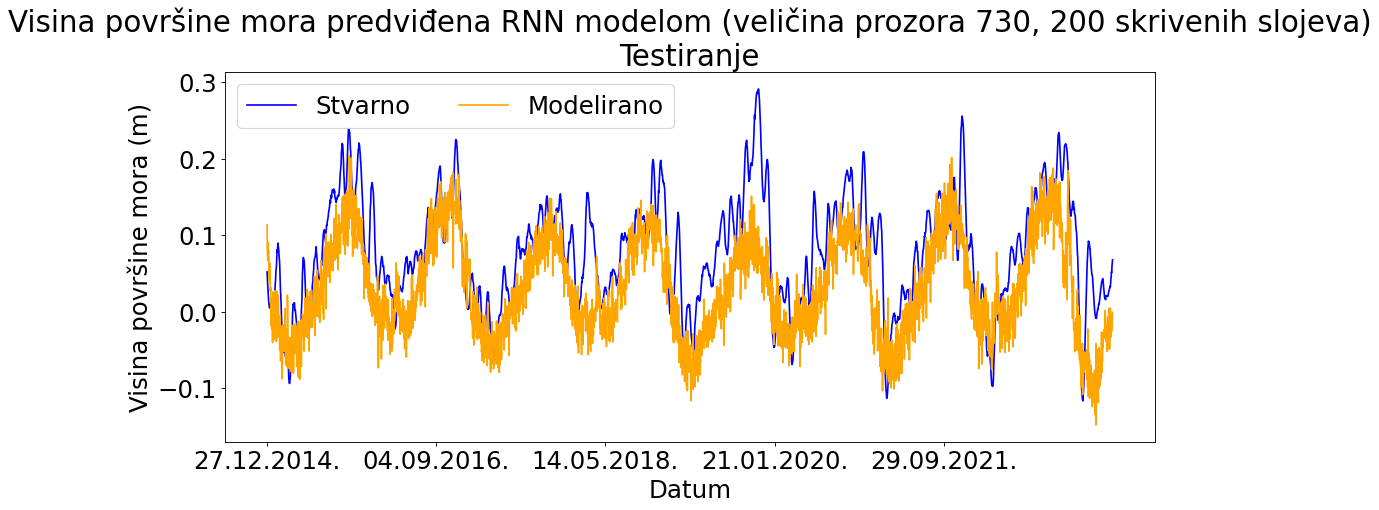 Visina površine mora predviđena RNN modelom (veličina prozora 730, 200 skrivenih slojeva)
Testiranje
Stvarno
Modelirano
Visina površine mora (m)
0.3
0.2
0.1
0.0
−0.1
27.12.2014.
04.09.2016.
14.05.2018.
21.01.2020.
29.09.2021.
Datum